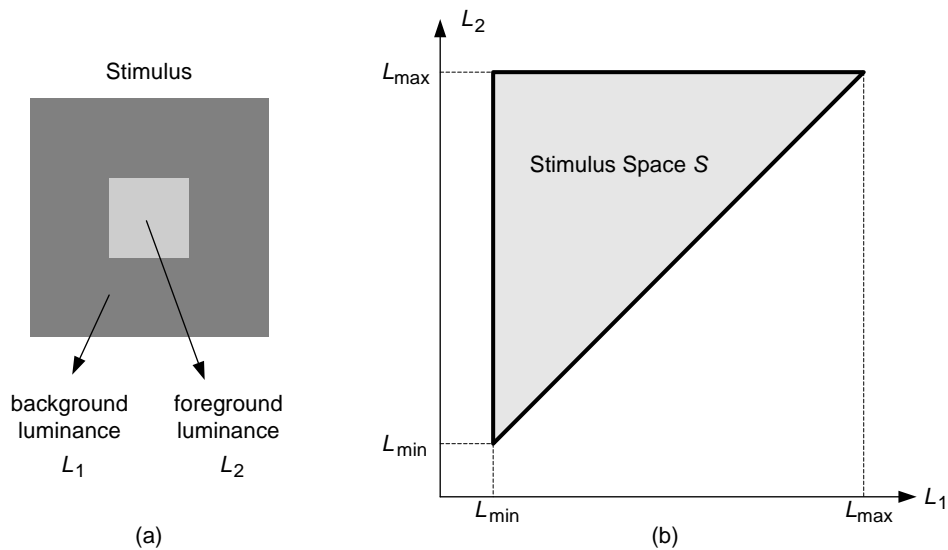 Stimulus
background
luminance
L1
foreground
luminance
L2
(a)
L2
Lmax
Stimulus Space S
Lmin
L1
Lmin
Lmax
(b)